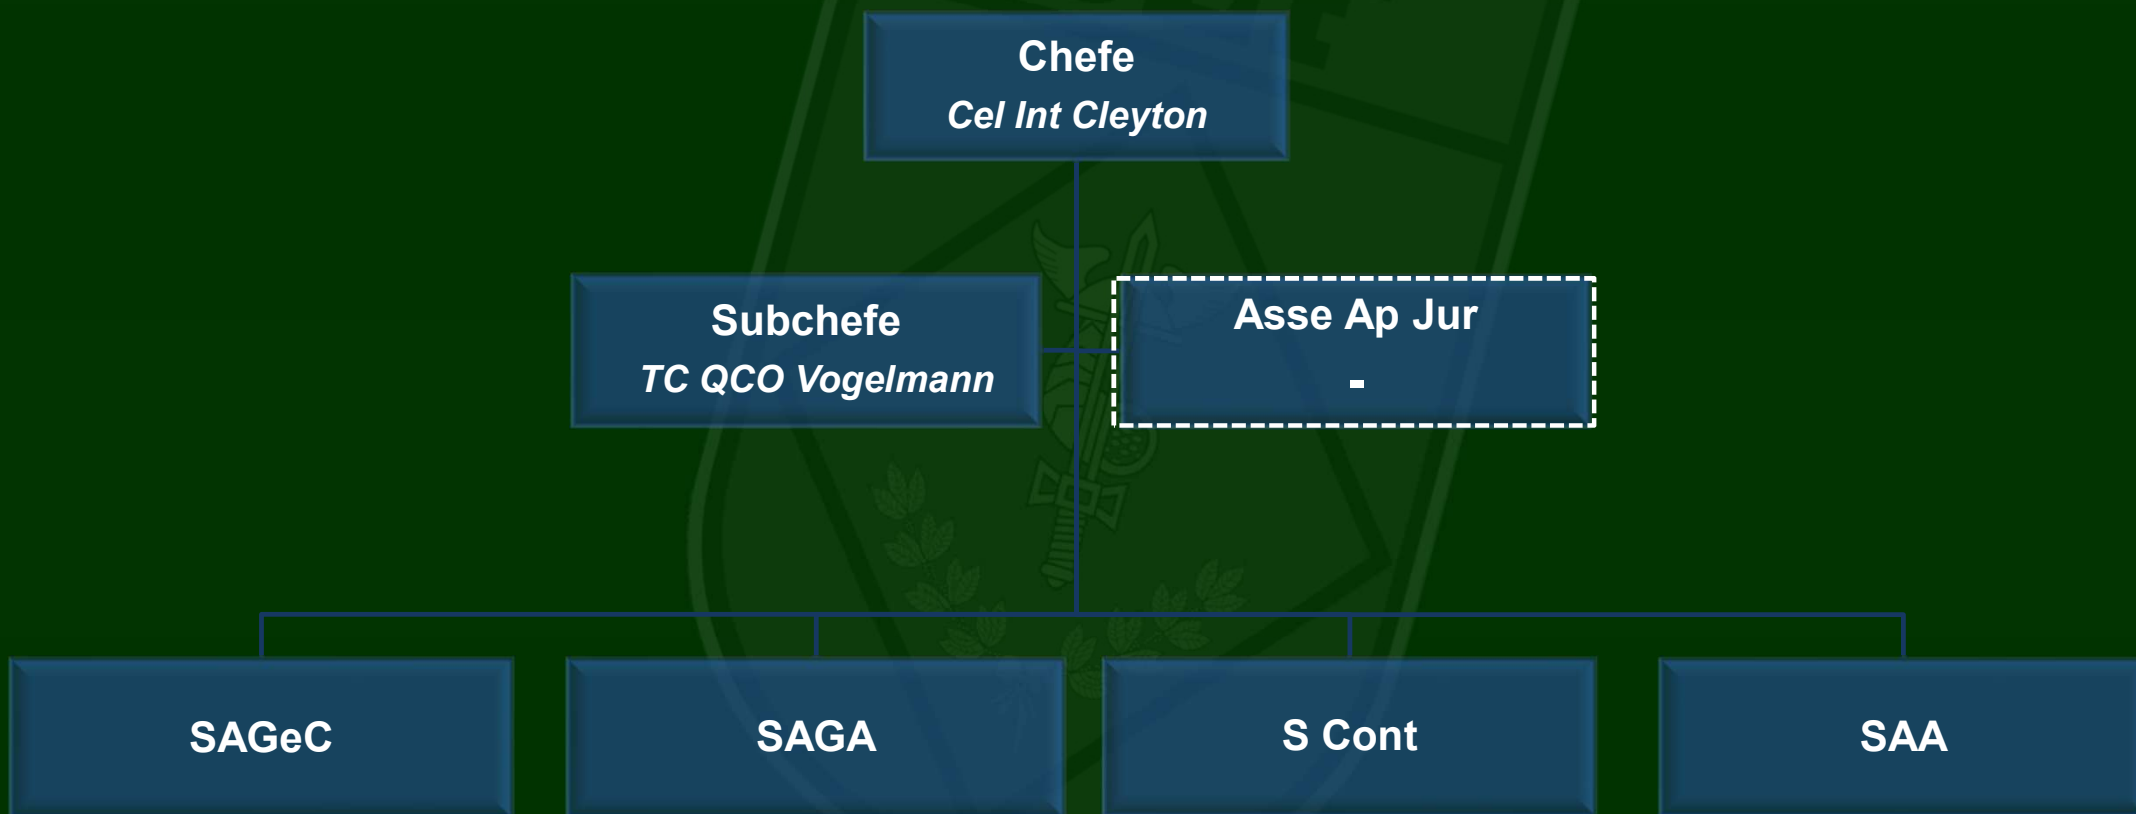 Chefe
Cel Int Cleyton
Subchefe
TC QCO Vogelmann
Asse Ap Jur
-
SAGeC
SAGA
S Cont
SAA